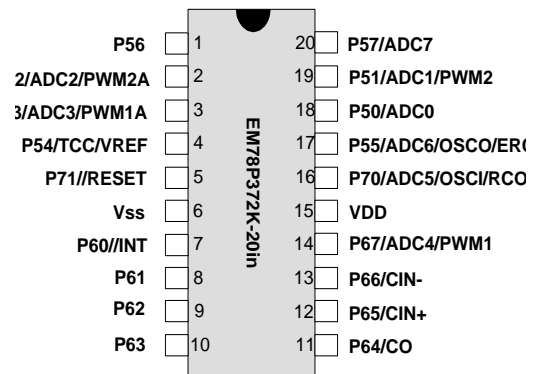 P56 1 20 P57/ADC7
2/ADC2/PWM2A 2 19 P51/ADC1/PWM2
3/ADC3/PWM1A 3 18 P50/ADC0
P54/TCC/VREF 4 17 P55/ADC6/OSCO/ER
P71//RESET 5 16 P70/ADC5/OSCI/RCO
Vss 6 15 VDD
P60//INT 7 14 P67/ADC4/PWM1
P61 8 13 P66/CIN-
P62 9 12 P65/CIN+
P63 10 11 P64/CO
EM78P372K-20in